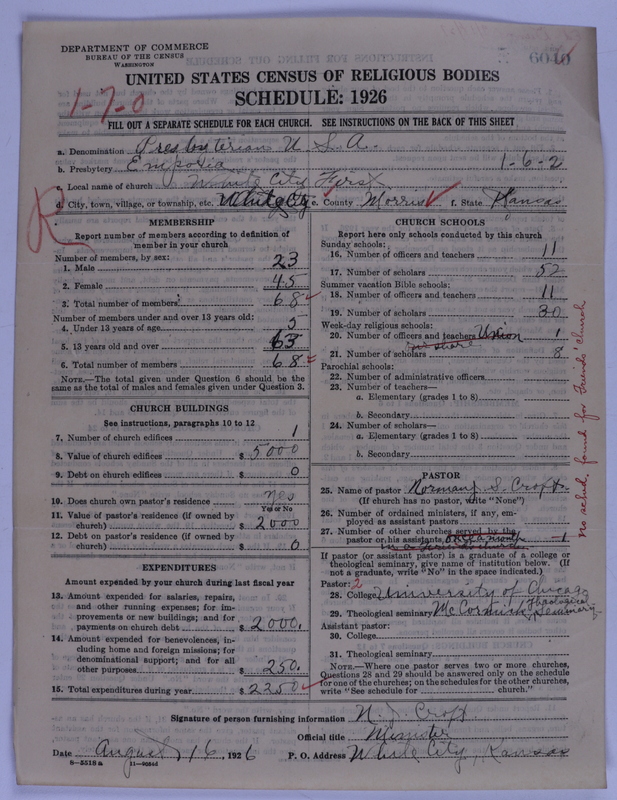 DEPARTMENT OF COMMERCE
BUREAU OF THE CENSUS
WASHINGTON
UNITED STATES CENSUS OF RELIGIOUS BODIES
SCHEDULE: 1926
1-7-0
FILL OUT A SEPARATE SCHEDULE FOR EACH CHURCH. SEE INSTRUCTIONS ON THE BACK OF THIS SHEET
a. Denomination Presbyterian U. S. A.
b. Presbytery Emporia 1-6-2
c. Local name of church White City First
d. City, town, village, or township, etc. White City e. County Morris f. State Kansas
R
MEMBERSHIP
Report number of members according to definition of
member in your church
Number of members, by sex:
1. Male 23
2. Female 45
3. Total number of members 68
Number of members under and over 13 years old:
4. Under 13 years of age 5
5. 13 years old and over 63
6. Total number of members 68
NOTE.—The total given under Question 6 should be the
same as the total of males and females given under Question 3.
CHURCH BUILDINGS
See instructions, paragraphs 10 to 12
7. Number of church edifices 1
8. Value of church edifices $ 5000
9. Debt on church edifices $ 0
10. Does church own pastor's residence yes
Yes or No
11. Value of pastor's residence (if owned by
church) $ 2000
12. Debt on pastor's residence (if owned by
church) $ 0
EXPENDITURES
Amount expended by your church during last fiscal year
13. Amount expended for salaries, repairs,
and other running expenses; for im-
provements or new buildings; and for
payments on church debt $ 2000.
14. Amount expended for benevolences, in-
cluding home and foreign missions; for
denominational support; and for all
other purposes $ 250.
15. Total expenditures during year $ 2250
CHURCH SCHOOLS
Report here only schools conducted by this church
Sunday schools:
16. Number of officers and teachers 11
17. Number of scholars 52
Summer vacation Bible schools:
18. Number of officers and teachers 11
19. Number of scholars 30
Week-day religious schools:
20. Number of officers and teachers Union 1
our share
21. Number of scholars 8
Parochial schools:
22. Number of administrative officers
23. Number of teachers—
a. Elementary (grades 1 to 8)
b. Secondary
24. Number of scholars—
a. Elementary (grades 1 to 8)
b. Secondary
no sched. found for Friends' church
PASTOR
25. Name of pastor Norman J. Croft
(If church has no pastor, write "None")
26. Number of ordained ministers, if any, em-
ployed as assistant pastors
27. Number of other churches served by the
pastor or his assistants, once a month 1
in a Friends church
If pastor (or assistant pastor) is a graduate of a college or
theological seminary, give name of institution below. (If
not a graduate, write "No" in the space indicated.)
Pastor: 2
28. College University of Chicago
29. Theological seminary McCormick Theological Seminary
Assistant pastor:
30. College
31. Theological seminary
NOTE.—Where one pastor serves two or more churches,
Questions 28 and 29 should be answered only on the schedule
for one of the churches; on the schedules for the other churches,
write "See schedule for church."
Signature of person furnishing information N. J. Croft
Official title Minister
Date August 16, 1926 P. O. Address White City, Kansas
8-5518 a